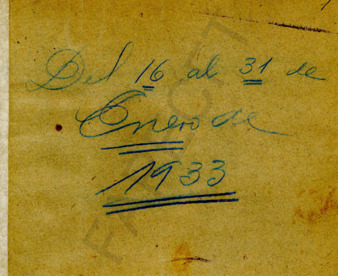 Del 16 al 31 de
Enero de
1933